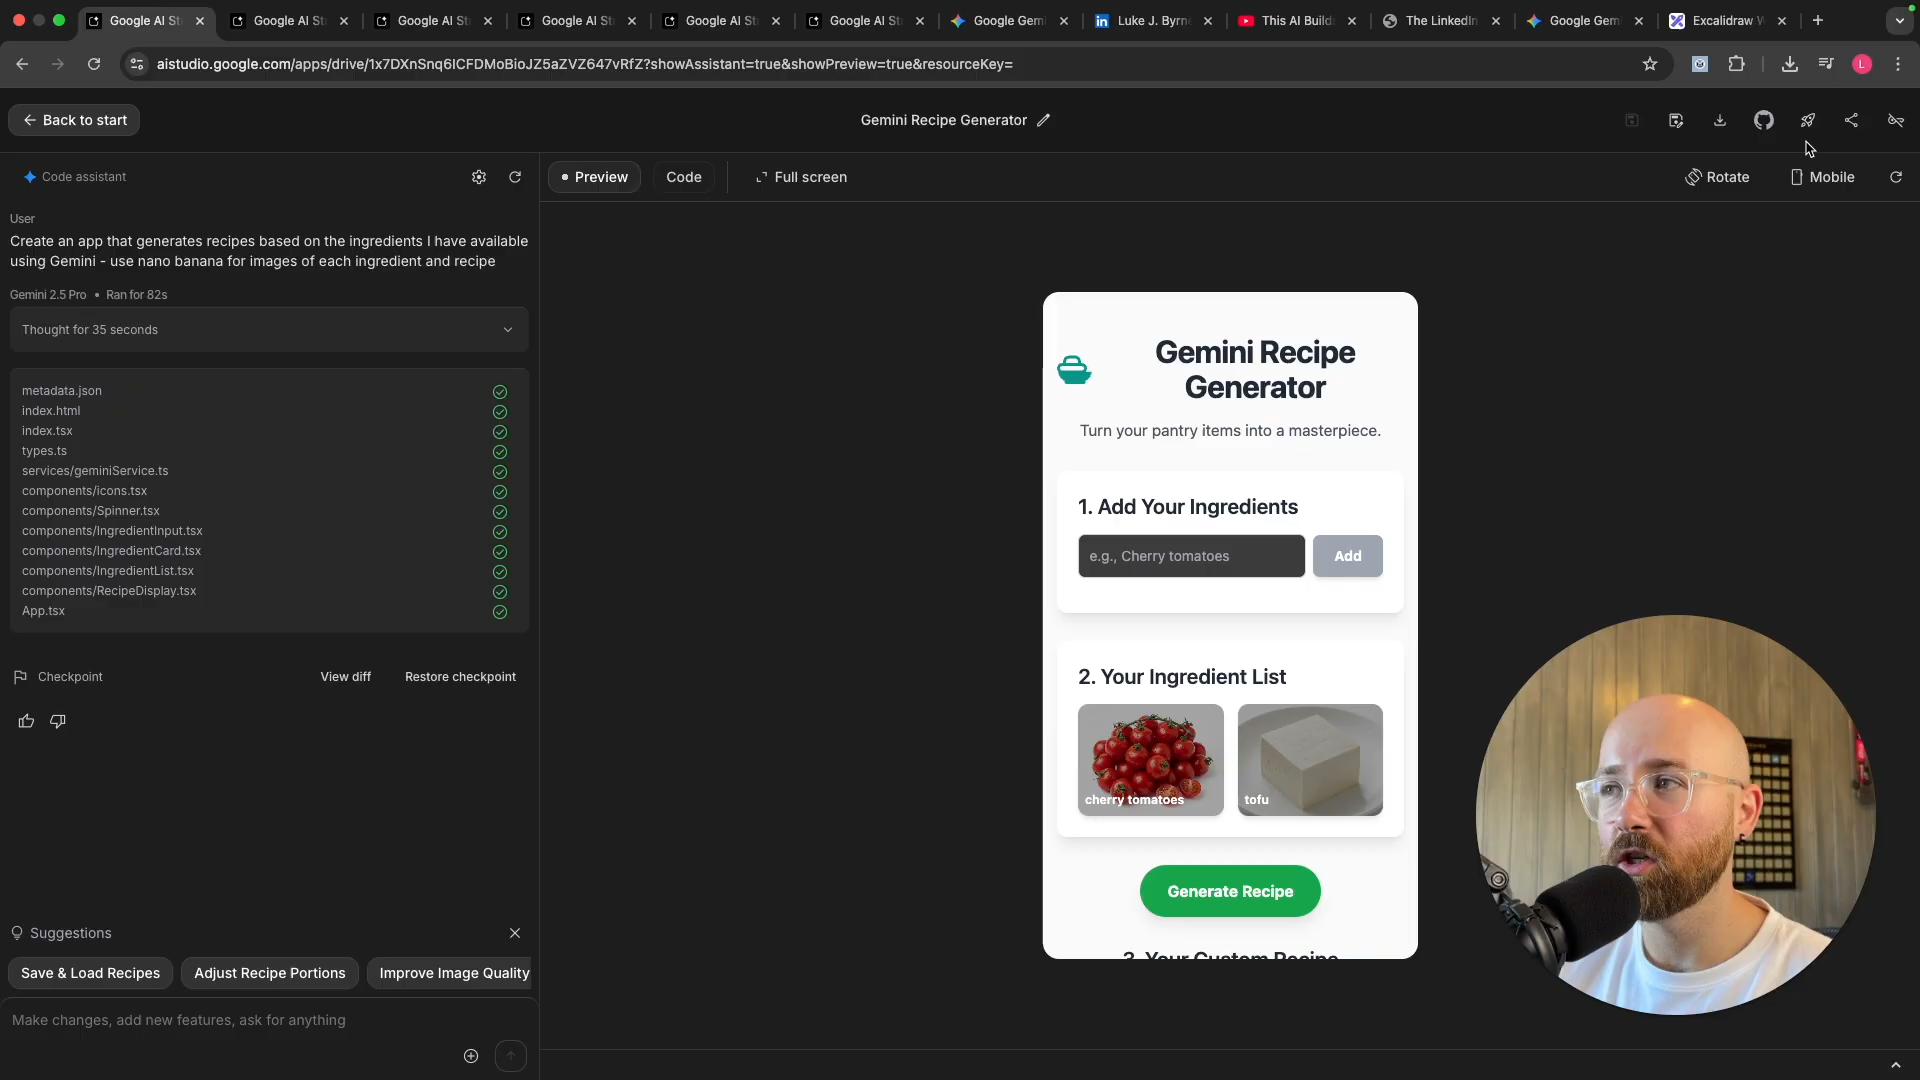 Google AI St
Google AI St
Google AI St
Google AI St
Google AI St
Google AI St
Google Gem
Luke J. Byrn
This AI Build
The LinkedIn
Google Gem
Excalidraw
aistudio.google.com/apps/drive/1x7DXnSnq6lCFDMoBioJZ5aZVZ647vRfZ?showAssistant=true&showPreview=true&resourceKey=
L
Back to start
Gemini Recipe Generator
Code assistant
Preview
Code
Full screen
Rotate
Mobile
User
Create an app that generates recipes based on the ingredients I have available
using Gemini - use nano banana for images of each ingredient and recipe
Gemini 2.5 Pro • Ran for 82s
Thought for 35 seconds
metadata.json
index.html
index.tsx
types.ts
services/geminiService.ts
components/icons.tsx
components/Spinner.tsx
components/IngredientInput.tsx
components/IngredientCard.tsx
components/IngredientList.tsx
components/RecipeDisplay.tsx
App.tsx
Checkpoint
View diff
Restore checkpoint
Suggestions
Save & Load Recipes
Adjust Recipe Portions
Improve Image Quality
Make changes, add new features, ask for anything
Gemini Recipe
Generator
Turn your pantry items into a masterpiece.
1. Add Your Ingredients
e.g., Cherry tomatoes
Add
2. Your Ingredient List
cherry tomatoes
tofu
Generate Recipe
3. Your Custom Recipe